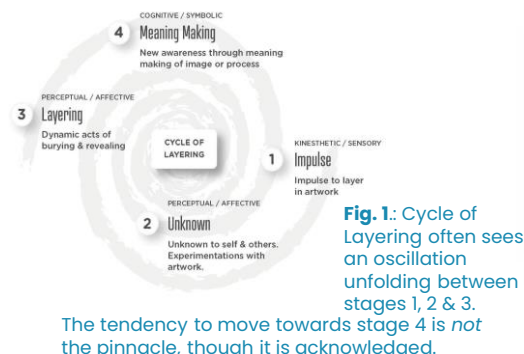 COGNITIVE / SYMBOLIC
4 Meaning Making
New awareness through meaning
making of image or process
PERCEPTUAL / AFFECTIVE
3 Layering
Dynamic acts of
burying & revealing
CYCLE OF
LAYERING
KINESTHETIC / SENSORY
1 Impulse
Impulse to layer
in artwork
PERCEPTUAL / AFFECTIVE
2 Unknown
Unknown to self & others.
Experimentations with
artwork.
Fig. 1.: Cycle of
Layering often sees
an oscillation
unfolding between
stages 1, 2 & 3.
The tendency to move towards stage 4 is not
the pinnacle, though it is acknowledged.